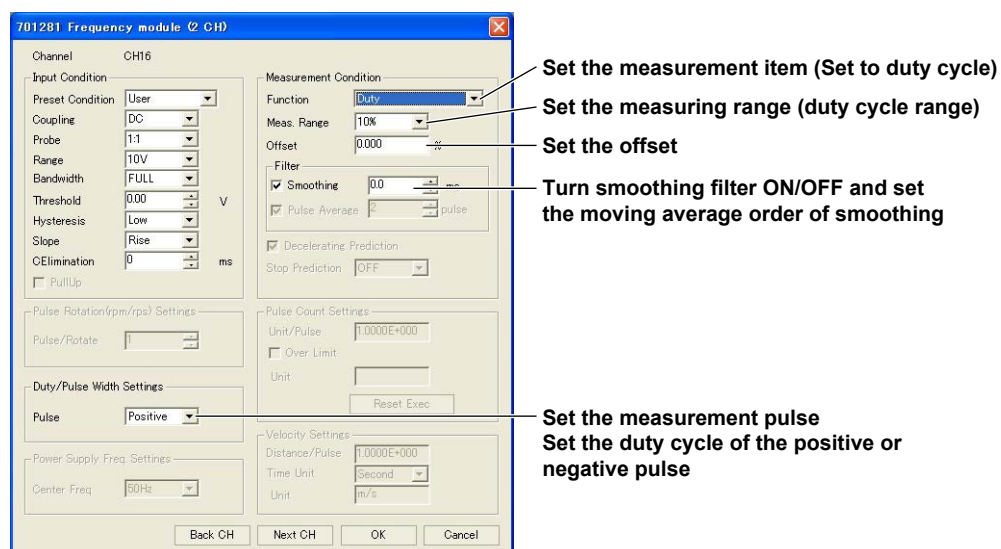 701281 Frequency module (2 CH)
Channel CH16
Input Condition
Preset Condition User
Coupling DC
Probe 1:1
Range 10V
Bandwidth FULL
Threshold 0.00 V
Hysteresis Low
Slope Rise
CElimination 0 ms
PullUp
Pulse Rotation(rpm/rps) Settings
Pulse/Rotate 1
Duty/Pulse Width Settings
Pulse Positive
Power Supply Freq. Settings
Center Freq 50Hz
Measurement Condition
Function Duty
Meas. Range 10%
Offset 0.000 %
Filter
Smoothing 0.0 ms
Pulse Average 2 pulse
Decelerating Prediction
Stop Prediction OFF
Pulse Count Settings
Unit/Pulse 1.0000E+000
Over Limit
Unit
Reset Exec
Velocity Settings
Distance/Pulse 1.0000E+000
Time Unit Second
Unit m/s
Back CH Next CH OK Cancel
Set the measurement item (Set to duty cycle)
Set the measuring range (duty cycle range)
Set the offset
Turn smoothing filter ON/OFF and set
the moving average order of smoothing
Set the measurement pulse
Set the duty cycle of the positive or
negative pulse